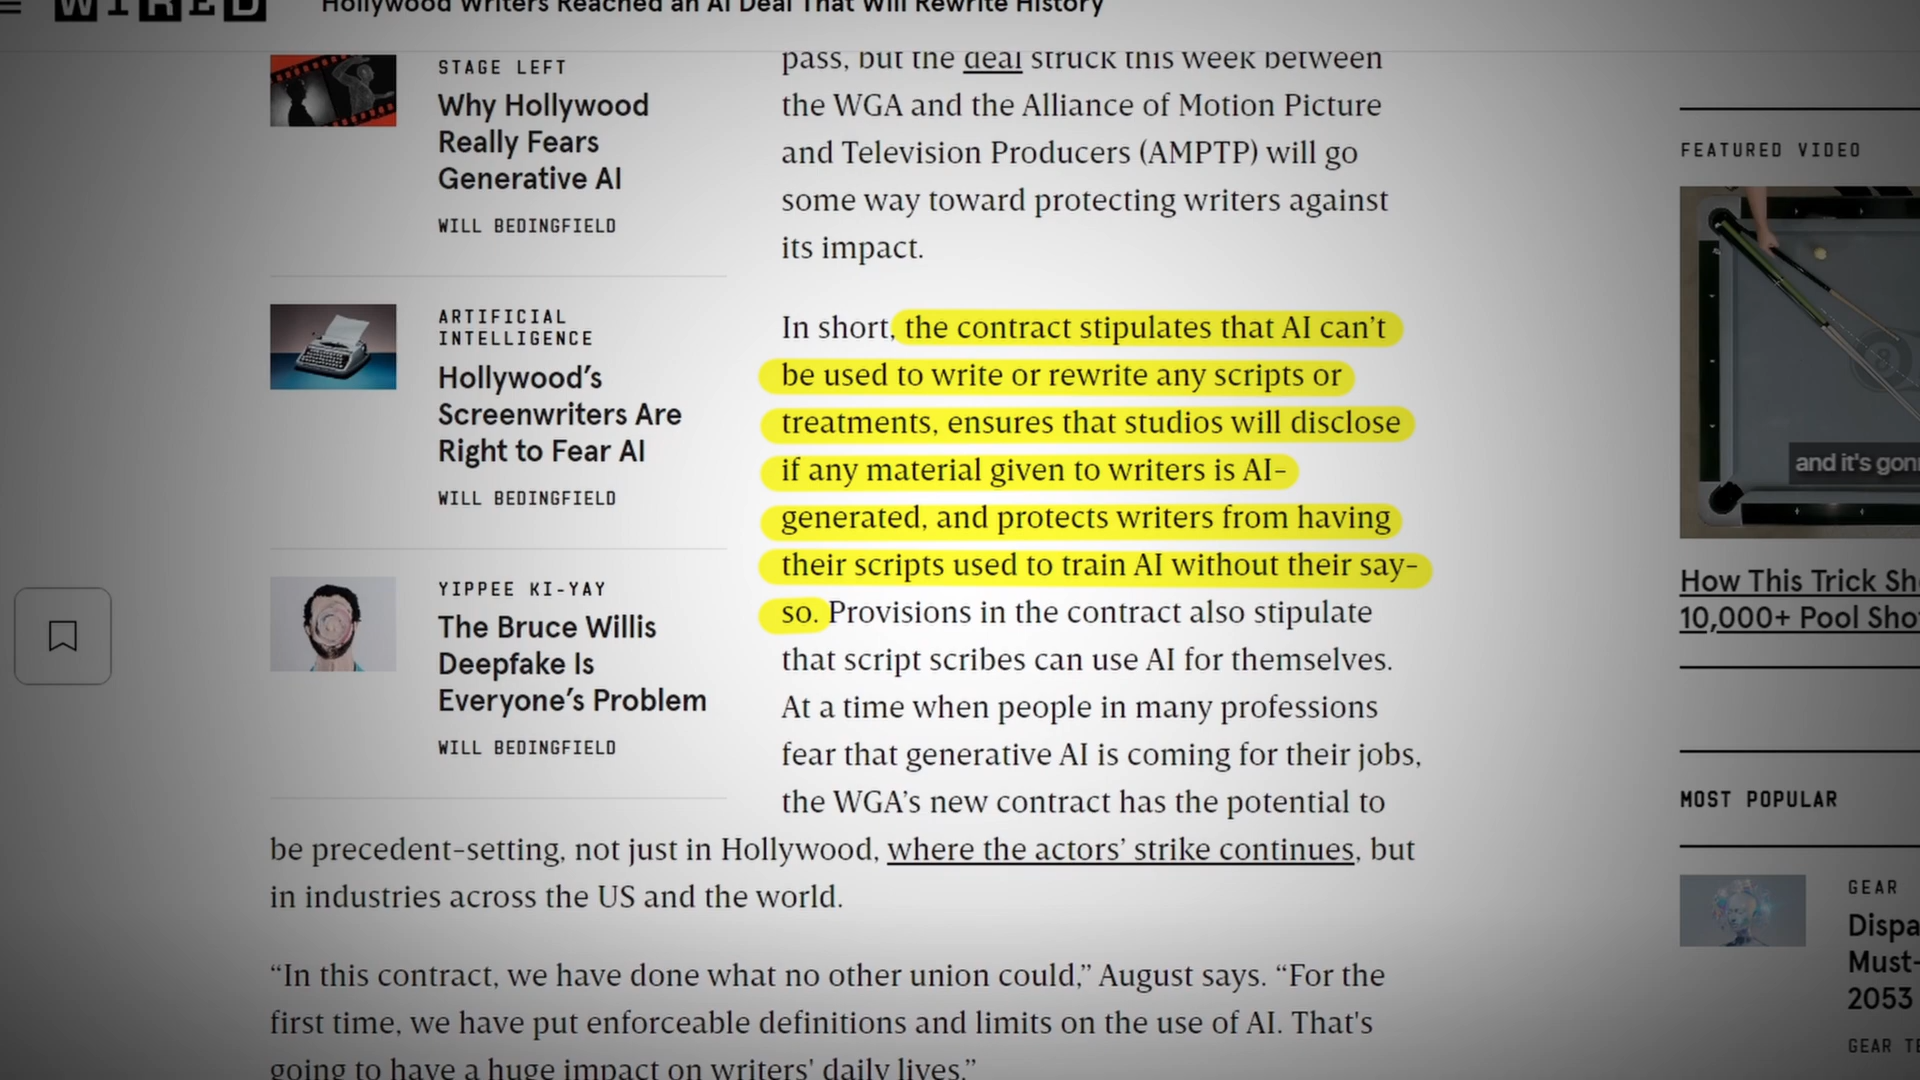 WIRED
Hollywood Writers Reached an AI Deal That Will Rewrite History
STAGE LEFT
Why Hollywood
Really Fears
Generative AI
WILL BEDINGFIELD
ARTIFICIAL
INTELLIGENCE
Hollywood’s
Screenwriters Are
Right to Fear AI
WILL BEDINGFIELD
YIPPEE KI-YAY
The Bruce Willis
Deepfake Is
Everyone’s Problem
WILL BEDINGFIELD
pass, but the deal struck this week between
the WGA and the Alliance of Motion Picture
and Television Producers (AMPTP) will go
some way toward protecting writers against
its impact.
In short, the contract stipulates that AI can’t
be used to write or rewrite any scripts or
treatments, ensures that studios will disclose
if any material given to writers is AI-
generated, and protects writers from having
their scripts used to train AI without their say-
so. Provisions in the contract also stipulate
that script scribes can use AI for themselves.
At a time when people in many professions
fear that generative AI is coming for their jobs,
the WGA’s new contract has the potential to
be precedent-setting, not just in Hollywood, where the actors’ strike continues, but
in industries across the US and the world.
“In this contract, we have done what no other union could,” August says. “For the
first time, we have put enforceable definitions and limits on the use of AI. That's
going to have a huge impact on writers' daily lives.”
FEATURED VIDEO
and it's
How This Trick
10,000+ Pool
MOST POPULAR
GEAR
2053
GEAR